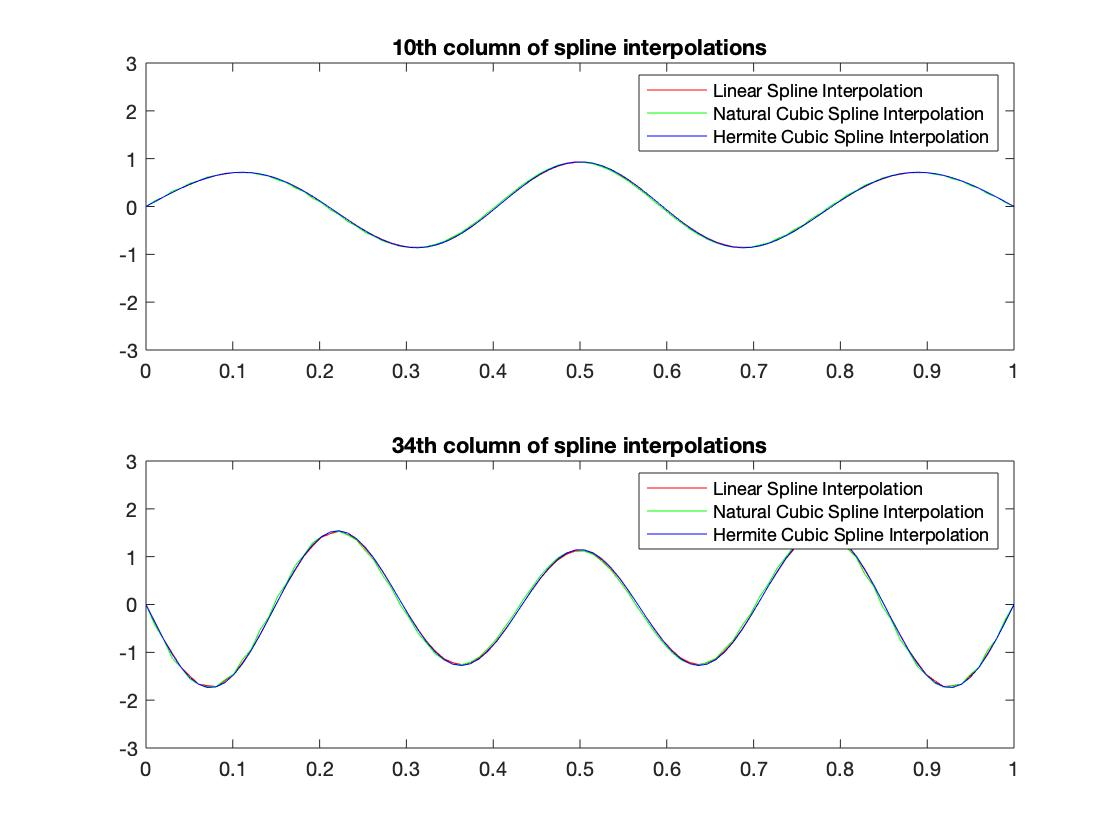 10th column of spline interpolations
3
2
1
0
-1
-2
-3
Linear Spline Interpolation
Natural Cubic Spline Interpolation
Hermite Cubic Spline Interpolation
0 0.1 0.2 0.3 0.4 0.5 0.6 0.7 0.8 0.9 1
34th column of spline interpolations
3
2
1
0
-1
-2
-3
Linear Spline Interpolation
Natural Cubic Spline Interpolation
Hermite Cubic Spline Interpolation
0 0.1 0.2 0.3 0.4 0.5 0.6 0.7 0.8 0.9 1